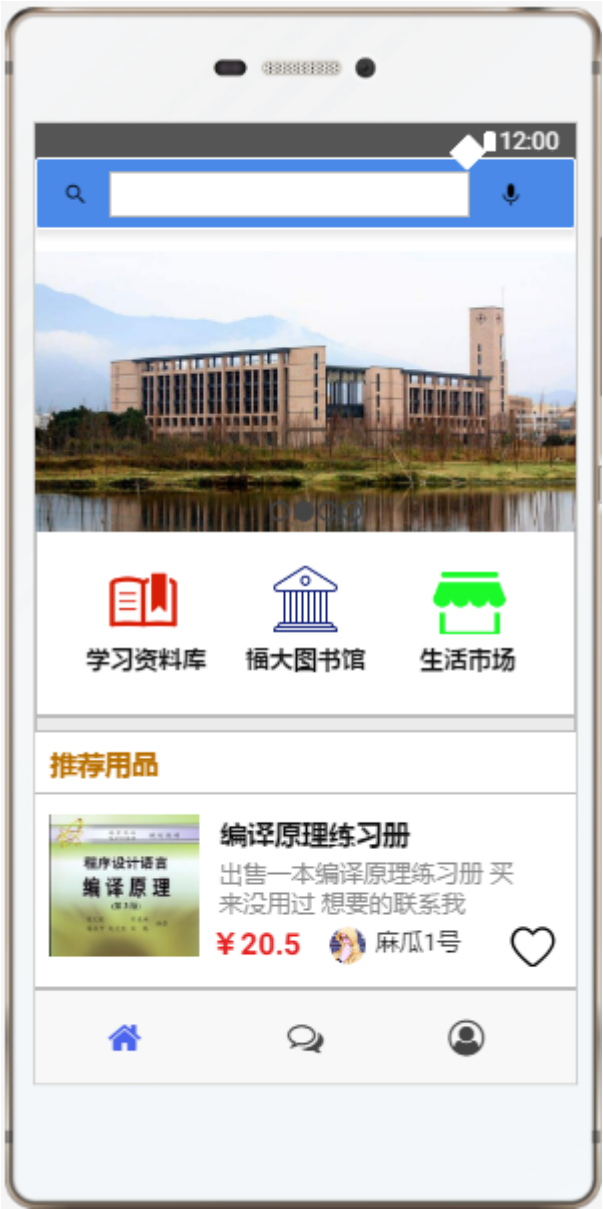 12:00
学习资料库
福大图书馆
生活市场
推荐用品
编译原理练习册
程序设计语言
编译原理
(第3版)
出售一本编译原理练习册 买
来没用过 想要的联系我
¥20.5
麻瓜1号